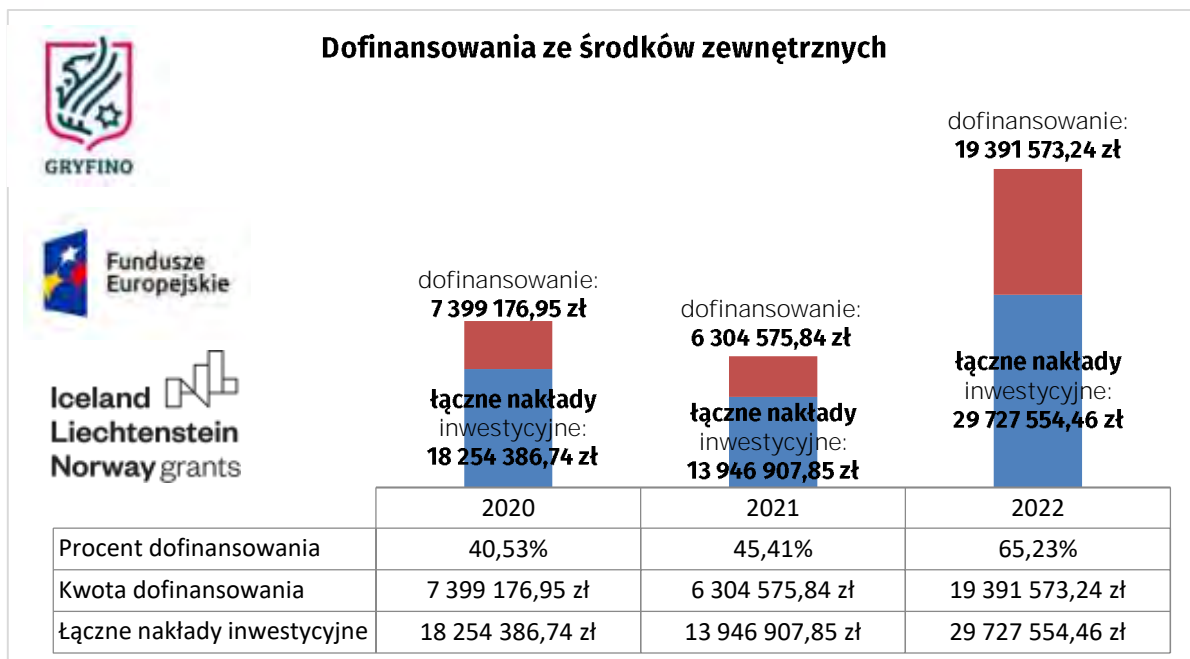 Dofinansowania ze środków zewnętrznych
GRYFINO
Fundusze
Europejskie
Iceland
Liechtenstein
Norway grants
dofinansowanie:
7 399 176,95 zł
łączne nakłady
inwestycyjne:
18 254 386,74 zł
dofinansowanie:
6 304 575,84 zł
łączne nakłady
inwestycyjne:
13 946 907,85 zł
dofinansowanie:
19 391 573,24 zł
łączne nakłady
inwestycyjne:
29 727 554,46 zł
2020 2021 2022
Procent dofinansowania 40,53% 45,41% 65,23%
Kwota dofinansowania 7 399 176,95 zł 6 304 575,84 zł 19 391 573,24 zł
Łączne nakłady inwestycyjne 18 254 386,74 zł 13 946 907,85 zł 29 727 554,46 zł